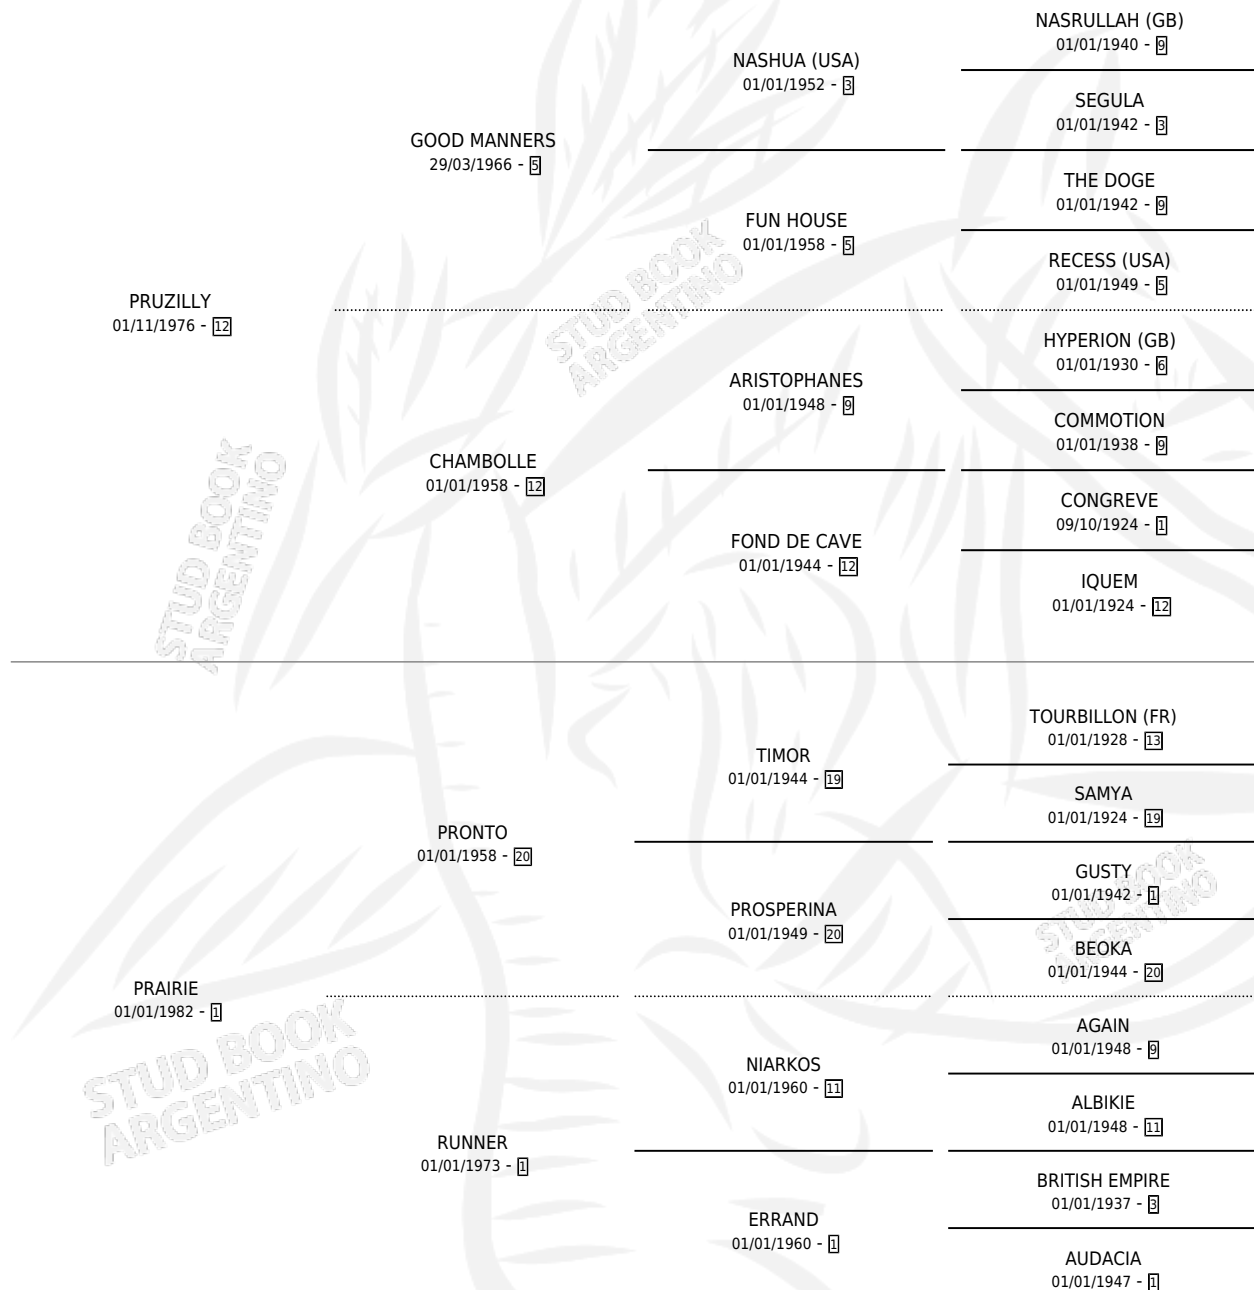 NASRULLAH (GB)
01/01/1940 - 9
NASHUA (USA)
01/01/1952 - 3
SEGULA
01/01/1942 - 3
GOOD MANNERS
29/03/1966 - 5
THE DOGE
01/01/1942 - 9
FUN HOUSE
01/01/1958 - 5
RECESS (USA)
01/01/1949 - 5
PRUZILLY
01/11/1976 - 12
HYPERION (GB)
01/01/1930 - 6
ARISTOPHANES
01/01/1948 - 9
COMMOTION
01/01/1938 - 9
CHAMBOLLE
01/01/1958 - 12
CONGREVE
09/10/1924 - 1
FOND DE CAVE
01/01/1944 - 12
IQUEM
01/01/1924 - 12
TOURBILLON (FR)
01/01/1928 - 13
TIMOR
01/01/1944 - 19
SAMYA
01/01/1924 - 19
PRONTO
01/01/1958 - 20
GUSTY
01/01/1942 - 1
PROSPERINA
01/01/1949 - 20
BEOKA
01/01/1944 - 20
PRAIRIE
01/01/1982 - 1
AGAIN
01/01/1948 - 9
NIARKOS
01/01/1960 - 11
ALBIKIE
01/01/1948 - 11
RUNNER
01/01/1973 - 1
BRITISH EMPIRE
01/01/1937 - 3
ERRAND
01/01/1960 - 1
AUDACIA
01/01/1947 - 1
STUD BOOK
ARGENTINO
STUD BOOK
ARGENTINO
STUD BOOK
ARGENTINO
STUD BOOK
ARGENTINO